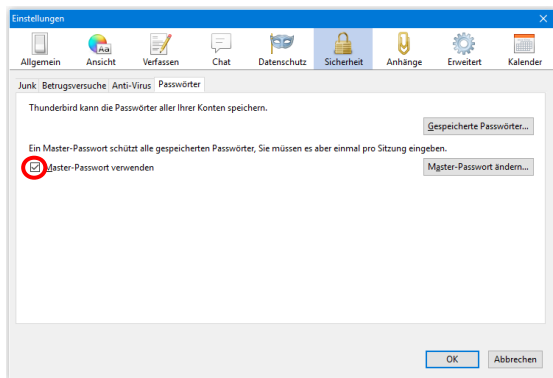 Einstellungen
Allgemein Ansicht Verfassen Chat Datenschutz Sicherheit Anhänge Erweitert Kalender
Junk Betrugsversuche Anti-Virus Passwörter
Thunderbird kann die Passwörter aller Ihrer Konten speichern.
Gespeicherte Passwörter...
Ein Master-Passwort schützt alle gespeicherten Passwörter, Sie müssen es aber einmal pro Sitzung eingeben.
Master-Passwort verwenden
Master-Passwort ändern...
OK Abbrechen